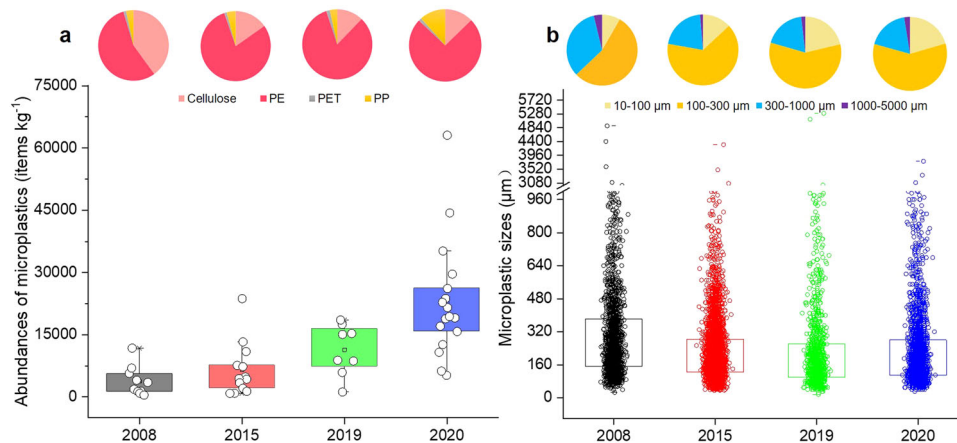 a
Cellulose PE PET PP
Abundances of microplastics (items kg⁻¹)
75000
60000
45000
30000
15000
0
2008 2015 2019 2020
b
10-100 μm 100-300 μm 300-1000 μm 1000-5000 μm
Microplastic sizes (μm)
5720
5280
4840
4400
3960
3520
3080
960
800
640
480
320
160
0
2008 2015 2019 2020